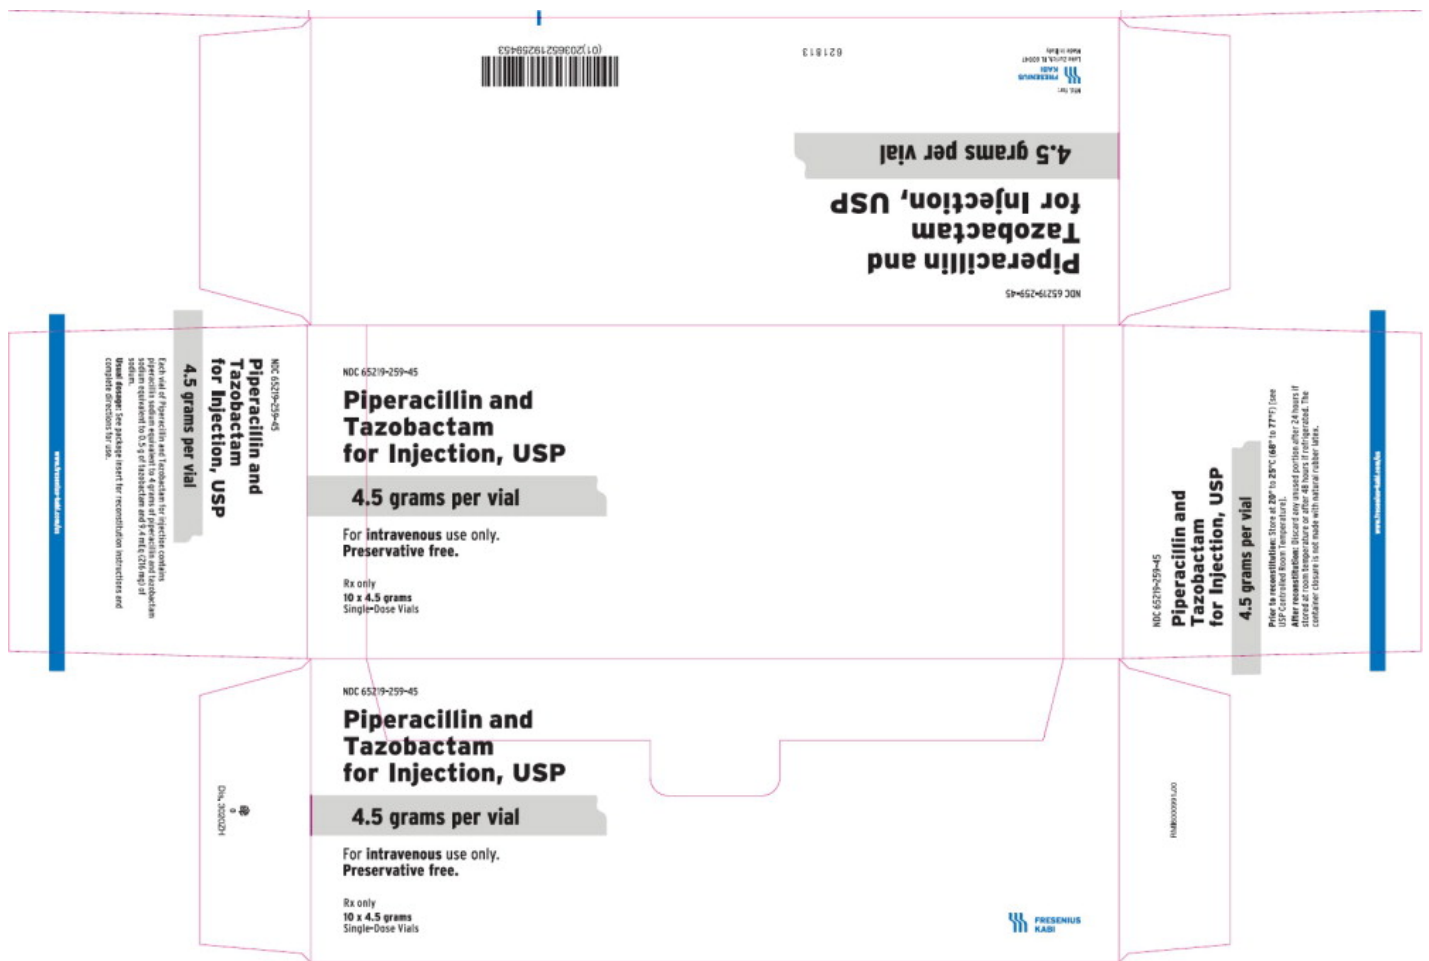 (01)20365219259453
621813
Mfd. for:
FRESENIUS
KABI
Lake Zurich, IL 60047
Made in Italy
4.5 grams per vial
Piperacillin and
Tazobactam
for Injection, USP
NDC 65219-259-45
www.fresenius-kabi.com/us
NDC 65219-259-45
Piperacillin and
Tazobactam
for Injection, USP
4.5 grams per vial
Each vial of Piperacillin and Tazobactam for injection contains
piperacillin sodium equivalent to 4 grams of piperacillin and tazobactam
sodium equivalent to 0.5 g of tazobactam and 9.4 mEq (216 mg) of
sodium.
Usual dosage: See package insert for reconstitution instructions and
complete directions for use.
NDC 65219-259-45
Piperacillin and
Tazobactam
for Injection, USP
4.5 grams per vial
For intravenous use only.
Preservative free.
Rx only
10 x 4.5 grams
Single-Dose Vials
NDC 65219-259-45
Piperacillin and
Tazobactam
for Injection, USP
4.5 grams per vial
Prior to reconstitution: Store at 20° to 25°C (68° to 77°F) [see
USP Controlled Room Temperature].
After reconstitution: Discard any unused portion after 24 hours if
stored at room temperature or after 48 hours if refrigerated. The
container closure is not made with natural rubber latex.
www.fresenius-kabi.com/us
NDC 65219-259-45
Piperacillin and
Tazobactam
for Injection, USP
4.5 grams per vial
For intravenous use only.
Preservative free.
Rx only
10 x 4.5 grams
Single-Dose Vials
FRESENIUS
KABI
Dis. 3020ZH